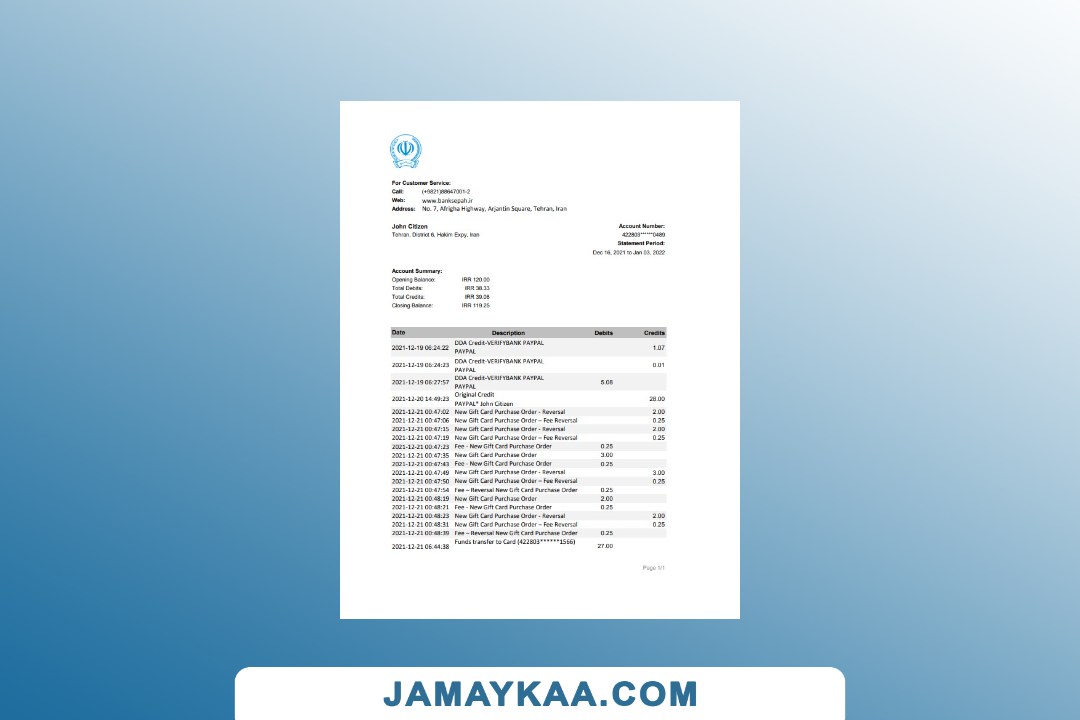 For Customer Service:
Call: (+9821)88647001-2
Web: www.banksepah.ir
Address: No. 7, Afrigha Highway, Arjantin Square, Tehran, Iran
John Citizen
Tehran, District 6, Hakim Expy, Iran
Account Number:
422803******0489
Statement Period:
Dec 16, 2021 to Jan 03, 2022
Account Summary:
Opening Balance: IRR 120.00
Total Debits: IRR 38.33
Total Credits: IRR 39.08
Closing Balance: IRR 119.25
Date Description Debits Credits
2021-12-19 06:24:22 DDA Credit-VERIFYBANK PAYPAL PAYPAL 1.07
2021-12-19 06:24:23 DDA Credit-VERIFYBANK PAYPAL PAYPAL 0.01
2021-12-19 06:27:57 DDA Credit-VERIFYBANK PAYPAL PAYPAL 5.08
2021-12-20 14:49:23 Original Credit PAYPAL* John Citizen 28.00
2021-12-21 00:47:02 New Gift Card Purchase Order - Reversal 2.00
2021-12-21 00:47:06 New Gift Card Purchase Order – Fee Reversal 0.25
2021-12-21 00:47:15 New Gift Card Purchase Order - Reversal 2.00
2021-12-21 00:47:19 New Gift Card Purchase Order – Fee Reversal 0.25
2021-12-21 00:47:23 Fee - New Gift Card Purchase Order 0.25
2021-12-21 00:47:35 New Gift Card Purchase Order 3.00
2021-12-21 00:47:43 Fee - New Gift Card Purchase Order 0.25
2021-12-21 00:47:49 New Gift Card Purchase Order - Reversal 3.00
2021-12-21 00:47:50 New Gift Card Purchase Order – Fee Reversal 0.25
2021-12-21 00:47:54 Fee – Reversal New Gift Card Purchase Order 0.25
2021-12-21 00:48:19 New Gift Card Purchase Order 2.00
2021-12-21 00:48:21 Fee - New Gift Card Purchase Order 0.25
2021-12-21 00:48:23 New Gift Card Purchase Order - Reversal 2.00
2021-12-21 00:48:31 New Gift Card Purchase Order – Fee Reversal 0.25
2021-12-21 00:48:39 Fee – Reversal New Gift Card Purchase Order 0.25
2021-12-21 06:44:38 Funds transfer to Card (422803******1566) 27.00
Page 1/1
JAMAYKAA.COM